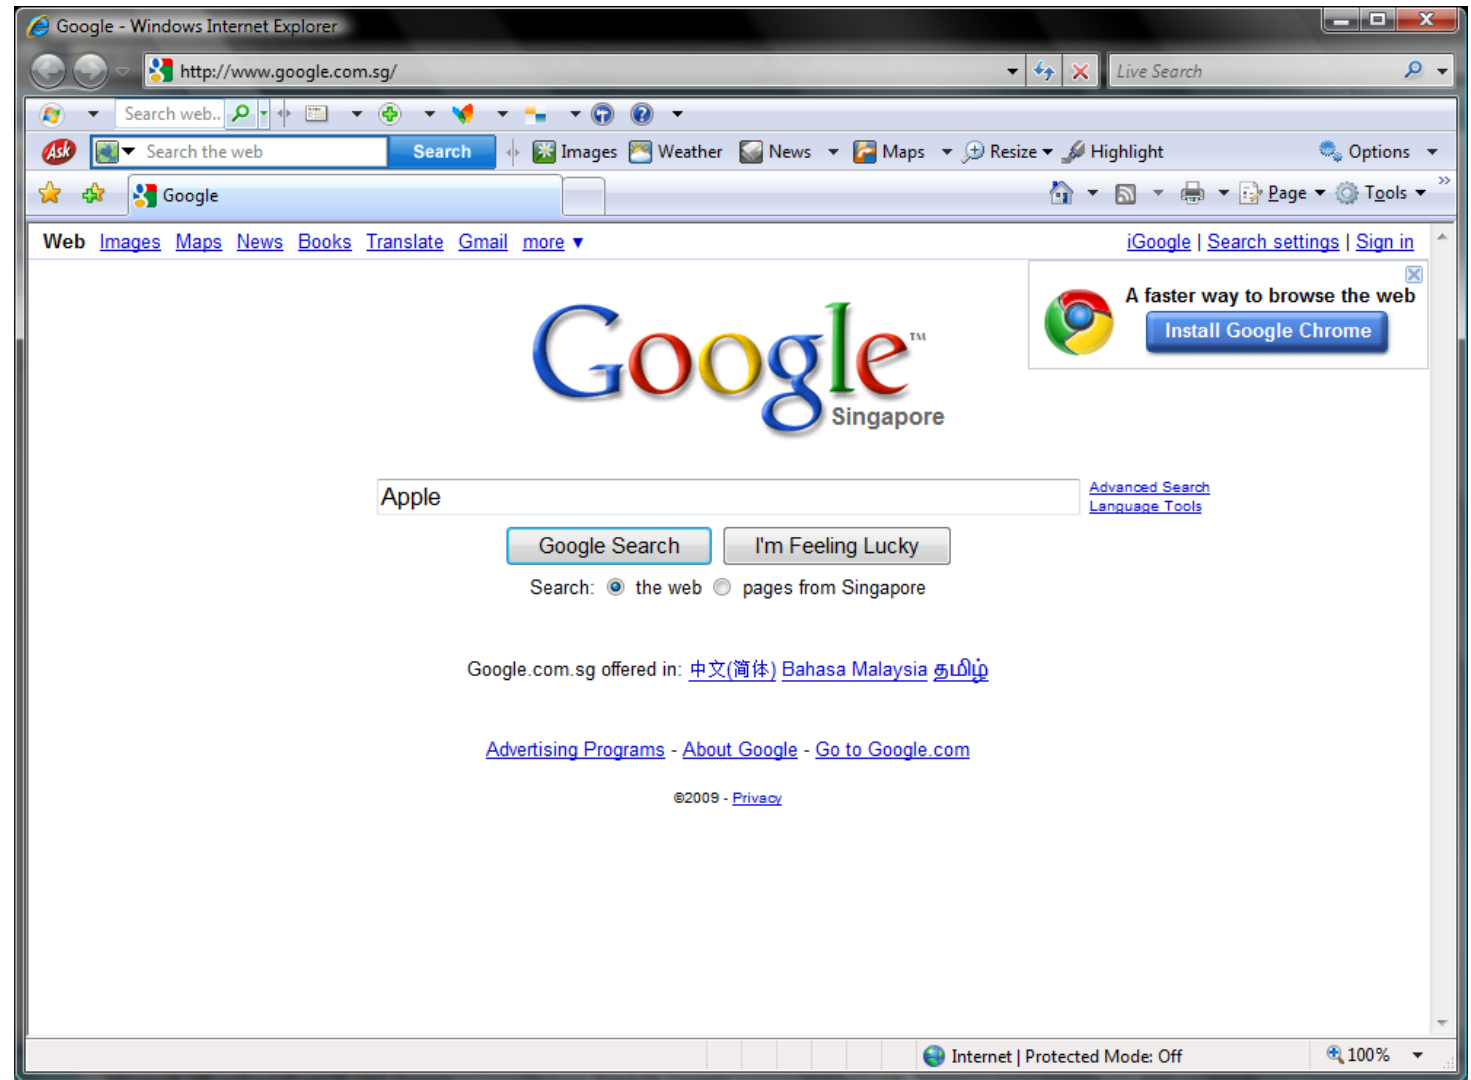 Google - Windows Internet Explorer
http://www.google.com.sg/
Live Search
Search web..
Ask Search the web Search Images Weather News Maps Resize Highlight Options
Google
Page Tools
Web Images Maps News Books Translate Gmail more
iGoogle | Search settings | Sign in
A faster way to browse the web
Install Google Chrome
Google™
Singapore
Apple
Advanced Search
Language Tools
Google Search I'm Feeling Lucky
Search: the web pages from Singapore
Google.com.sg offered in: 中文(简体) Bahasa Malaysia தமிழ்
Advertising Programs - About Google - Go to Google.com
©2009 - Privacy
Internet | Protected Mode: Off
100%